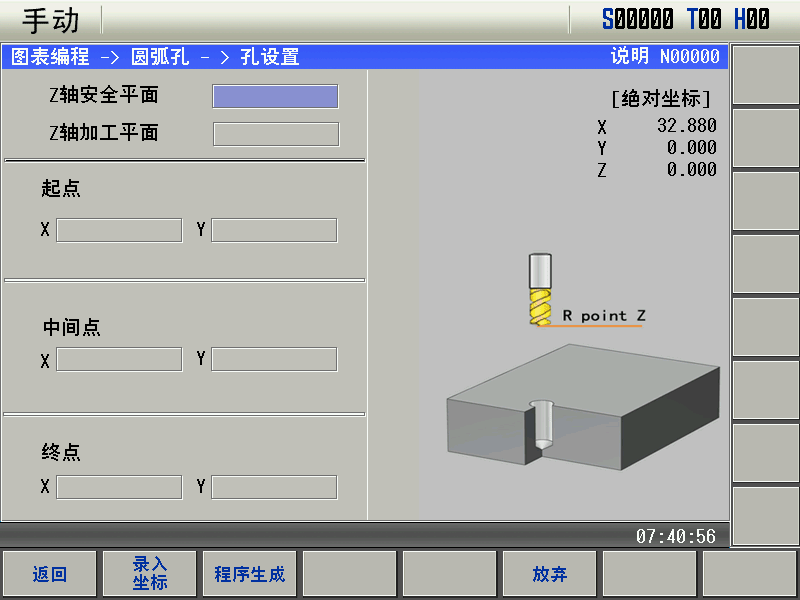 手动 S00000 T00 H00
图表编程 -> 圆弧孔 - > 孔设置 说明 N00000
Z轴安全平面
Z轴加工平面
[绝对坐标]
X 32.880
Y 0.000
Z 0.000
起点
X Y
中间点
X Y
终点
X Y
R point Z
07:40:56
返回
录入
坐标
程序生成
放弃